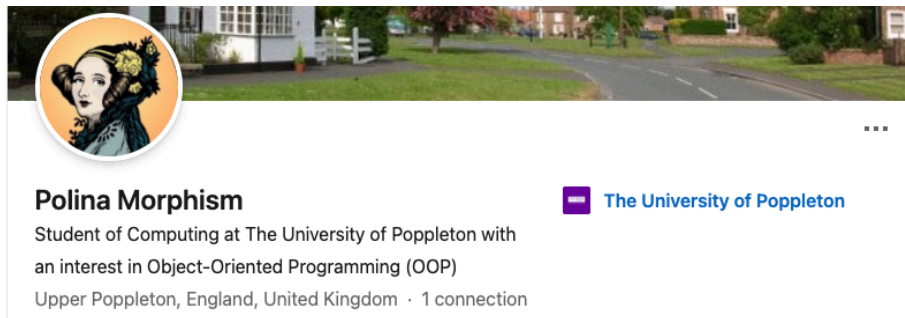 Polina Morphism
Student of Computing at The University of Poppleton with
an interest in Object-Oriented Programming (OOP)
Upper Poppleton, England, United Kingdom · 1 connection
The University of Poppleton